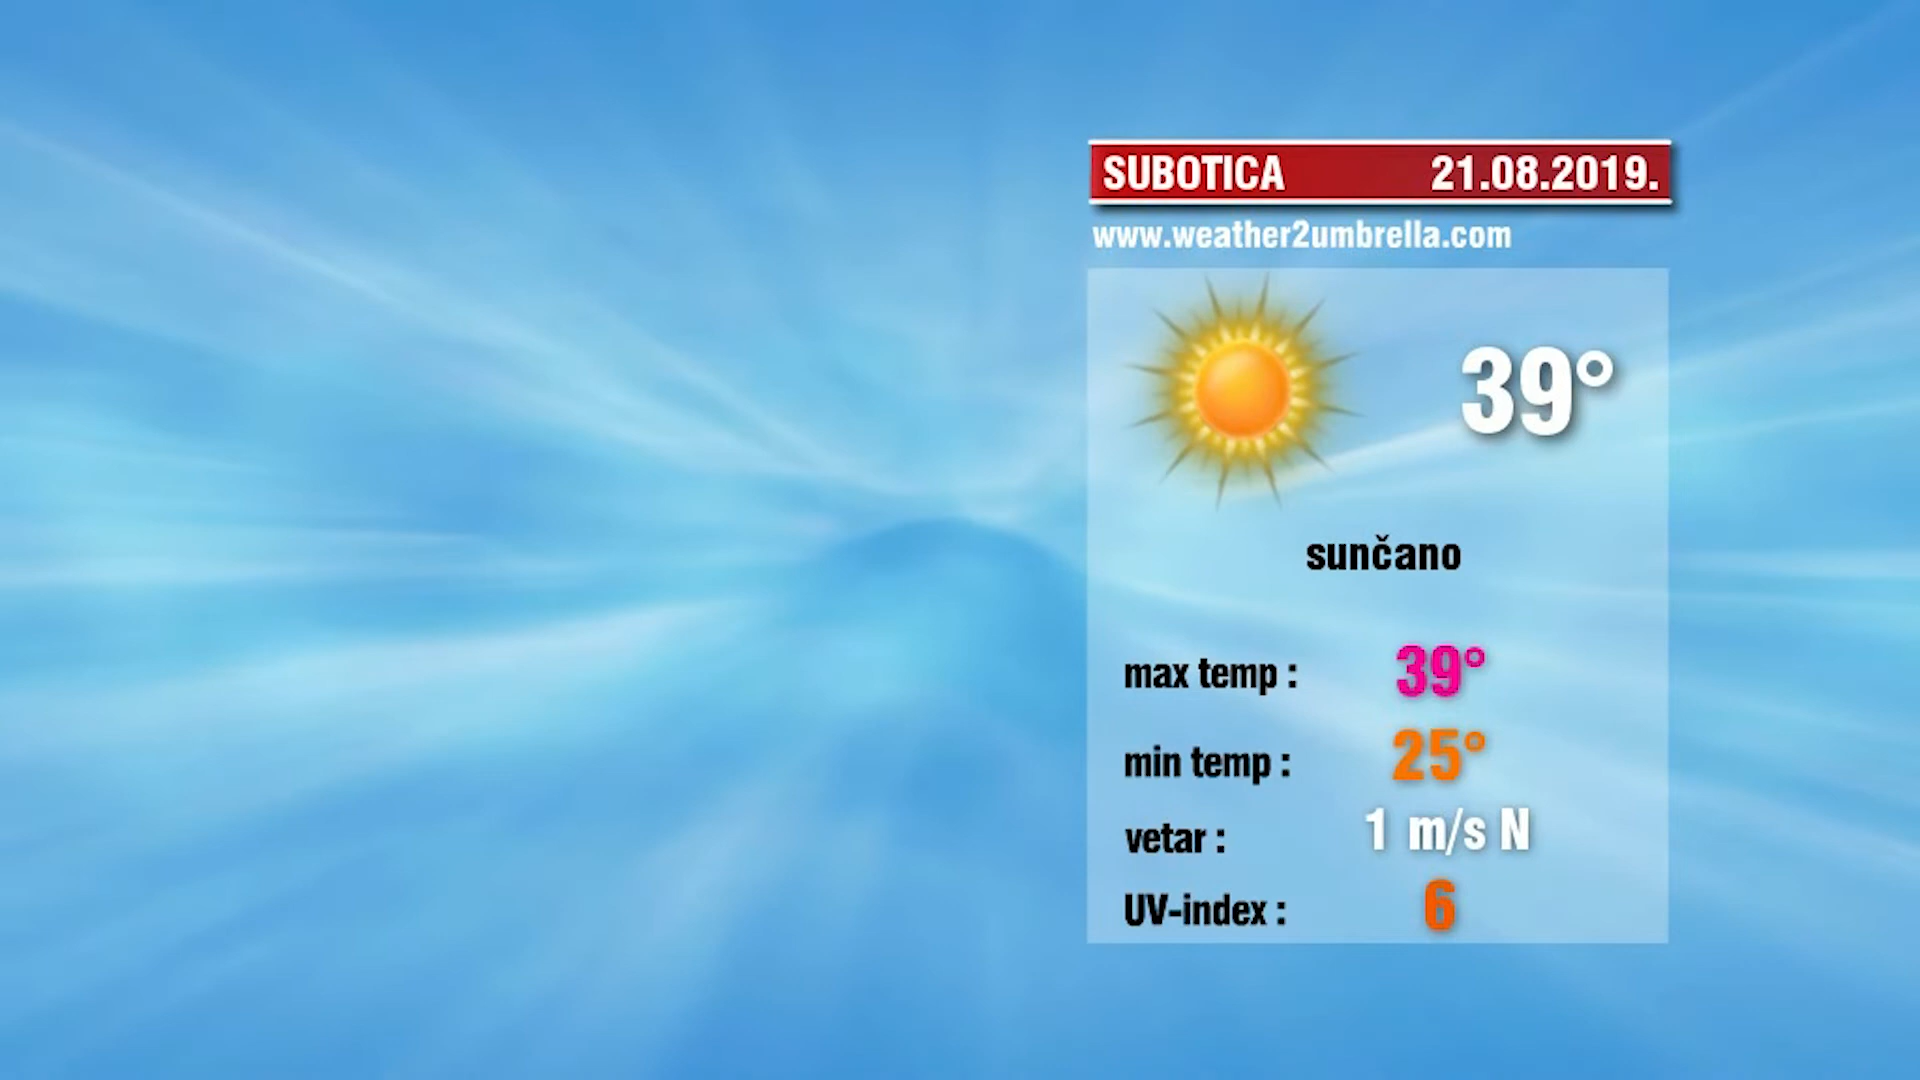 SUBOTICA 21.08.2019.
www.weather2umbrella.com
39°
sunčano
max temp : 39°
min temp : 25°
vetar : 1 m/s N
UV-index : 6